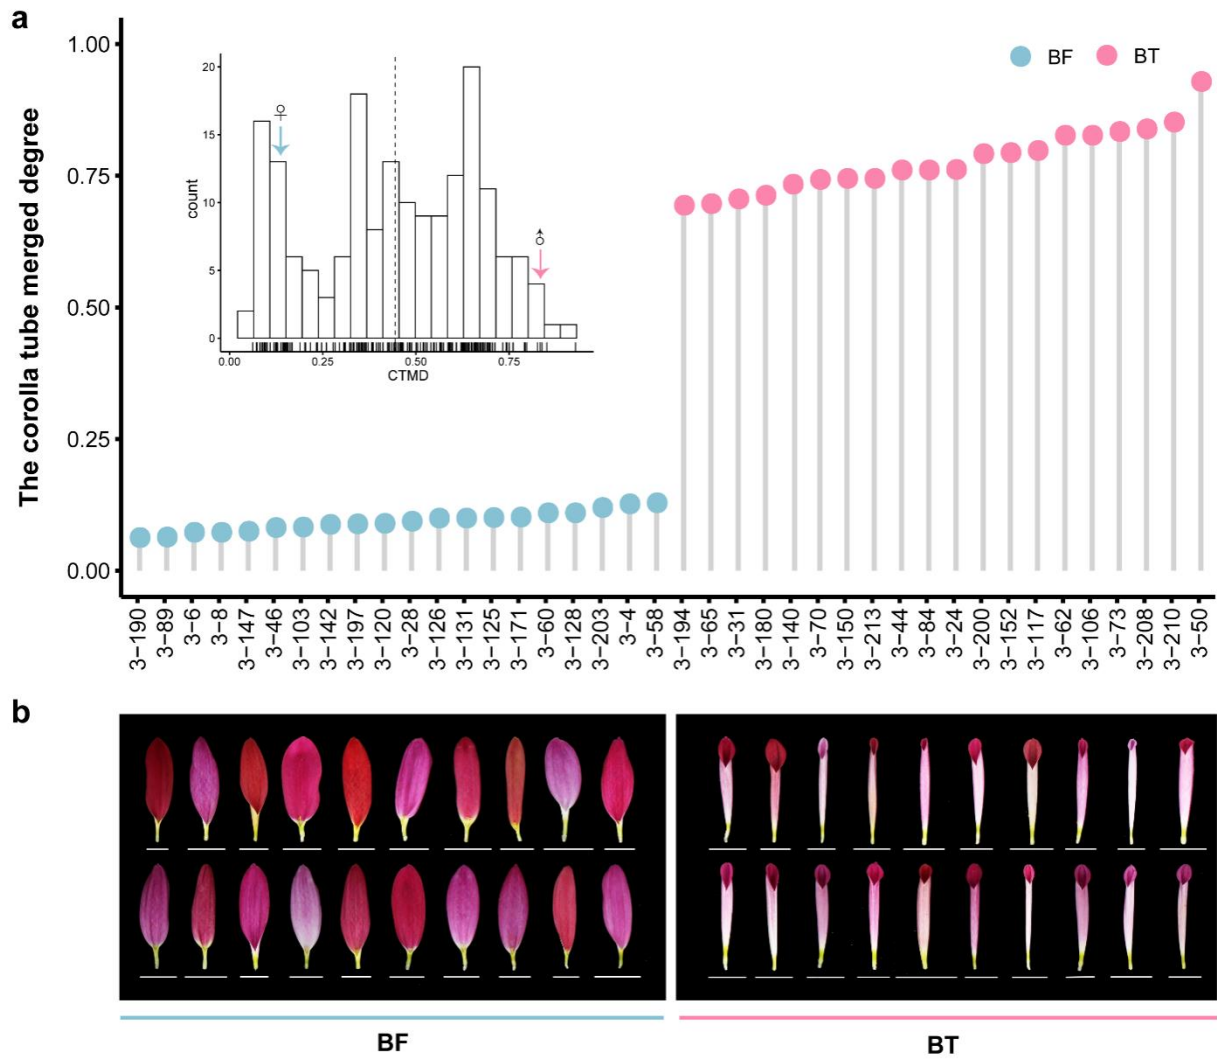 a
The corolla tube merged degree
1.00
0.75
0.50
0.25
0.00
BF BT
count
20
15
10
5
0
♀
♂
0.00 0.25 0.50 0.75
CTMD
3−190 3−89 3−6 3−8 3−1447 3−46 3−103 3−1442 3−197 3−120 3−28 3−126 3−131 3−125 3−171 3−60 3−128 3−203 3−4 3−58 3−194 3−65 3−31 3−180 3−140 3−70 3−150 3−213 3−44 3−84 3−24 3−200 3−152 3−117 3−62 3−106 3−73 3−208 3−210 3−50
b
BF BT